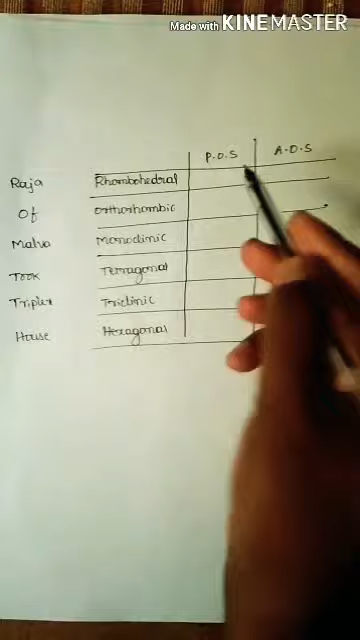 Made with KINEMASTER
P.O.S A.O.S
Raja Rhombohedral
Of Orthorhombic
Malva Monoclinic
Took Tetragonal
Triplex Triclinic
House Hexagonal